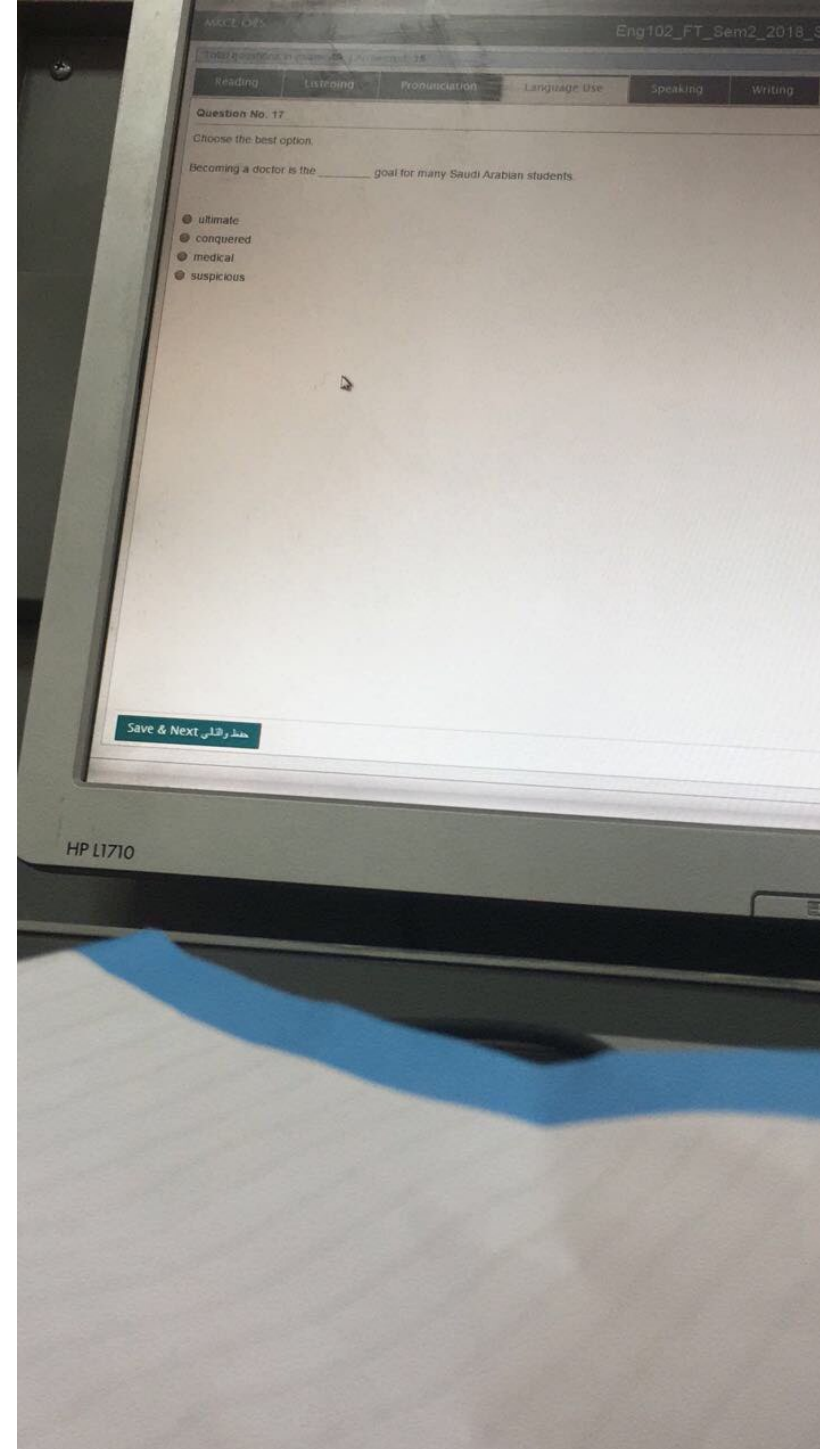 Eng102_FT_Sem2_2018_S
Reading Listening Pronunciation Language Use Speaking Writing
Question No. 17
Choose the best option.
Becoming a doctor is the ________ goal for many Saudi Arabian students.
ultimate
conquered
medical
suspicious
Save & Next حفظ والتالي
HP L1710